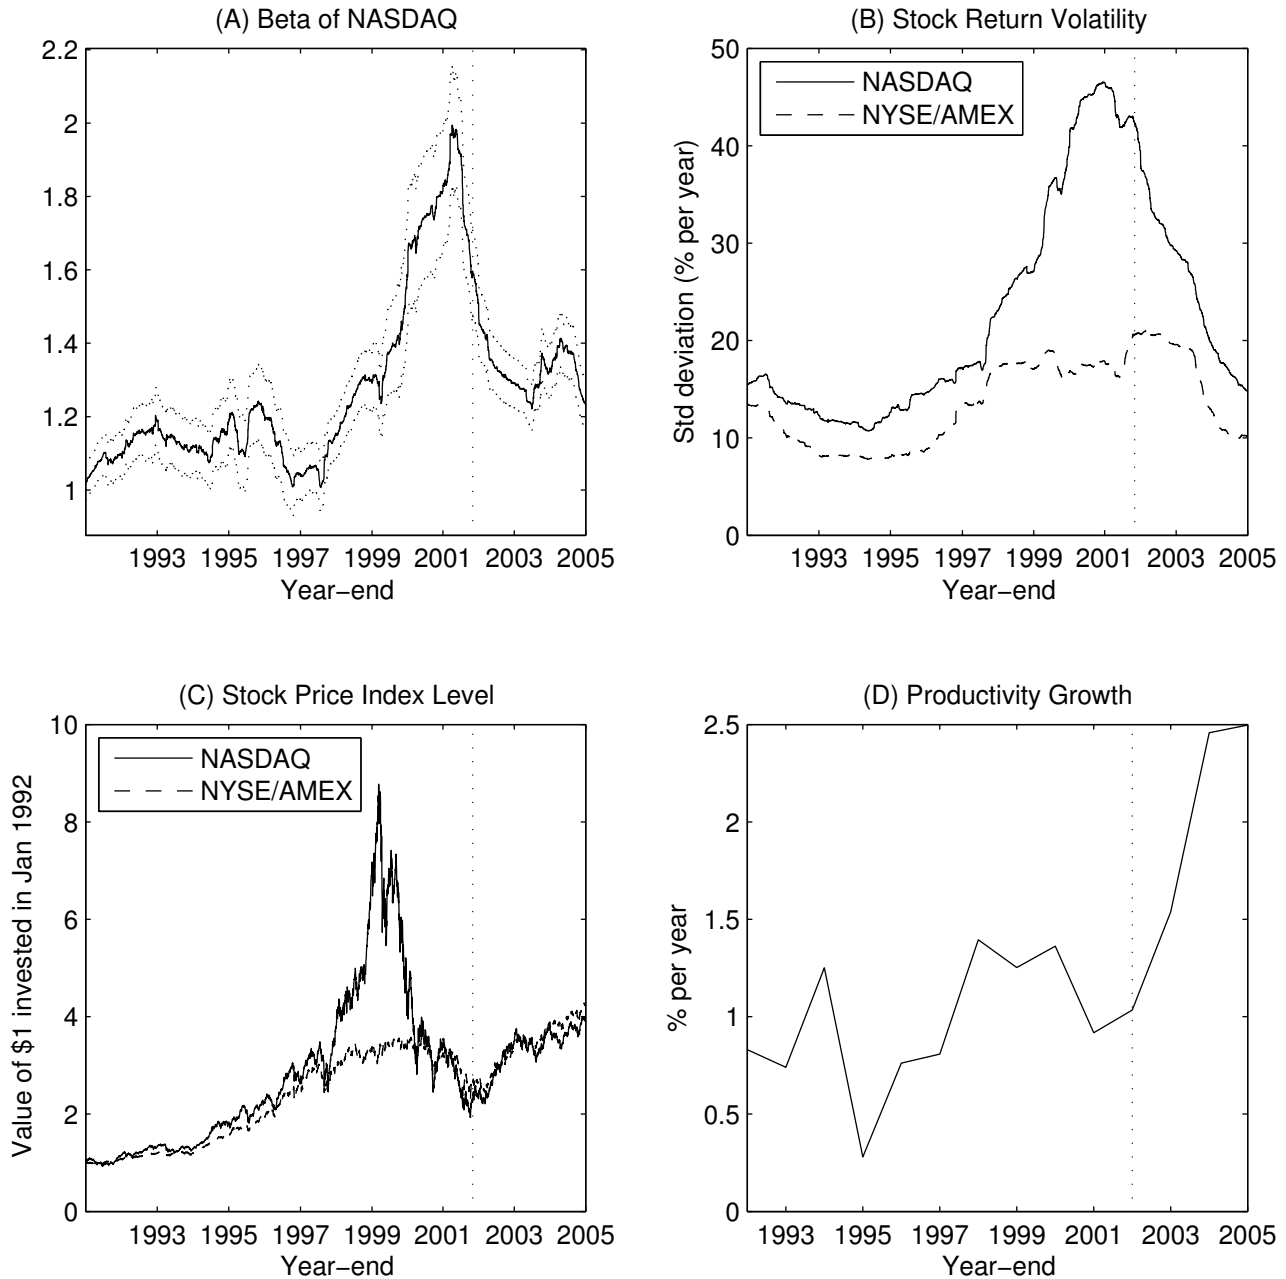 (A) Beta of NASDAQ
2.2
2
1.8
1.6
1.4
1.2
1
1993 1995 1997 1999 2001 2003 2005
Year−end
(B) Stock Return Volatility
Std deviation (% per year)
50
40
30
20
10
0
NASDAQ
NYSE/AMEX
1993 1995 1997 1999 2001 2003 2005
Year−end
(C) Stock Price Index Level
Value of $1 invested in Jan 1992
10
8
6
4
2
0
NASDAQ
NYSE/AMEX
1993 1995 1997 1999 2001 2003 2005
Year−end
(D) Productivity Growth
% per year
2.5
2
1.5
1
0.5
0
1993 1995 1997 1999 2001 2003 2005
Year−end